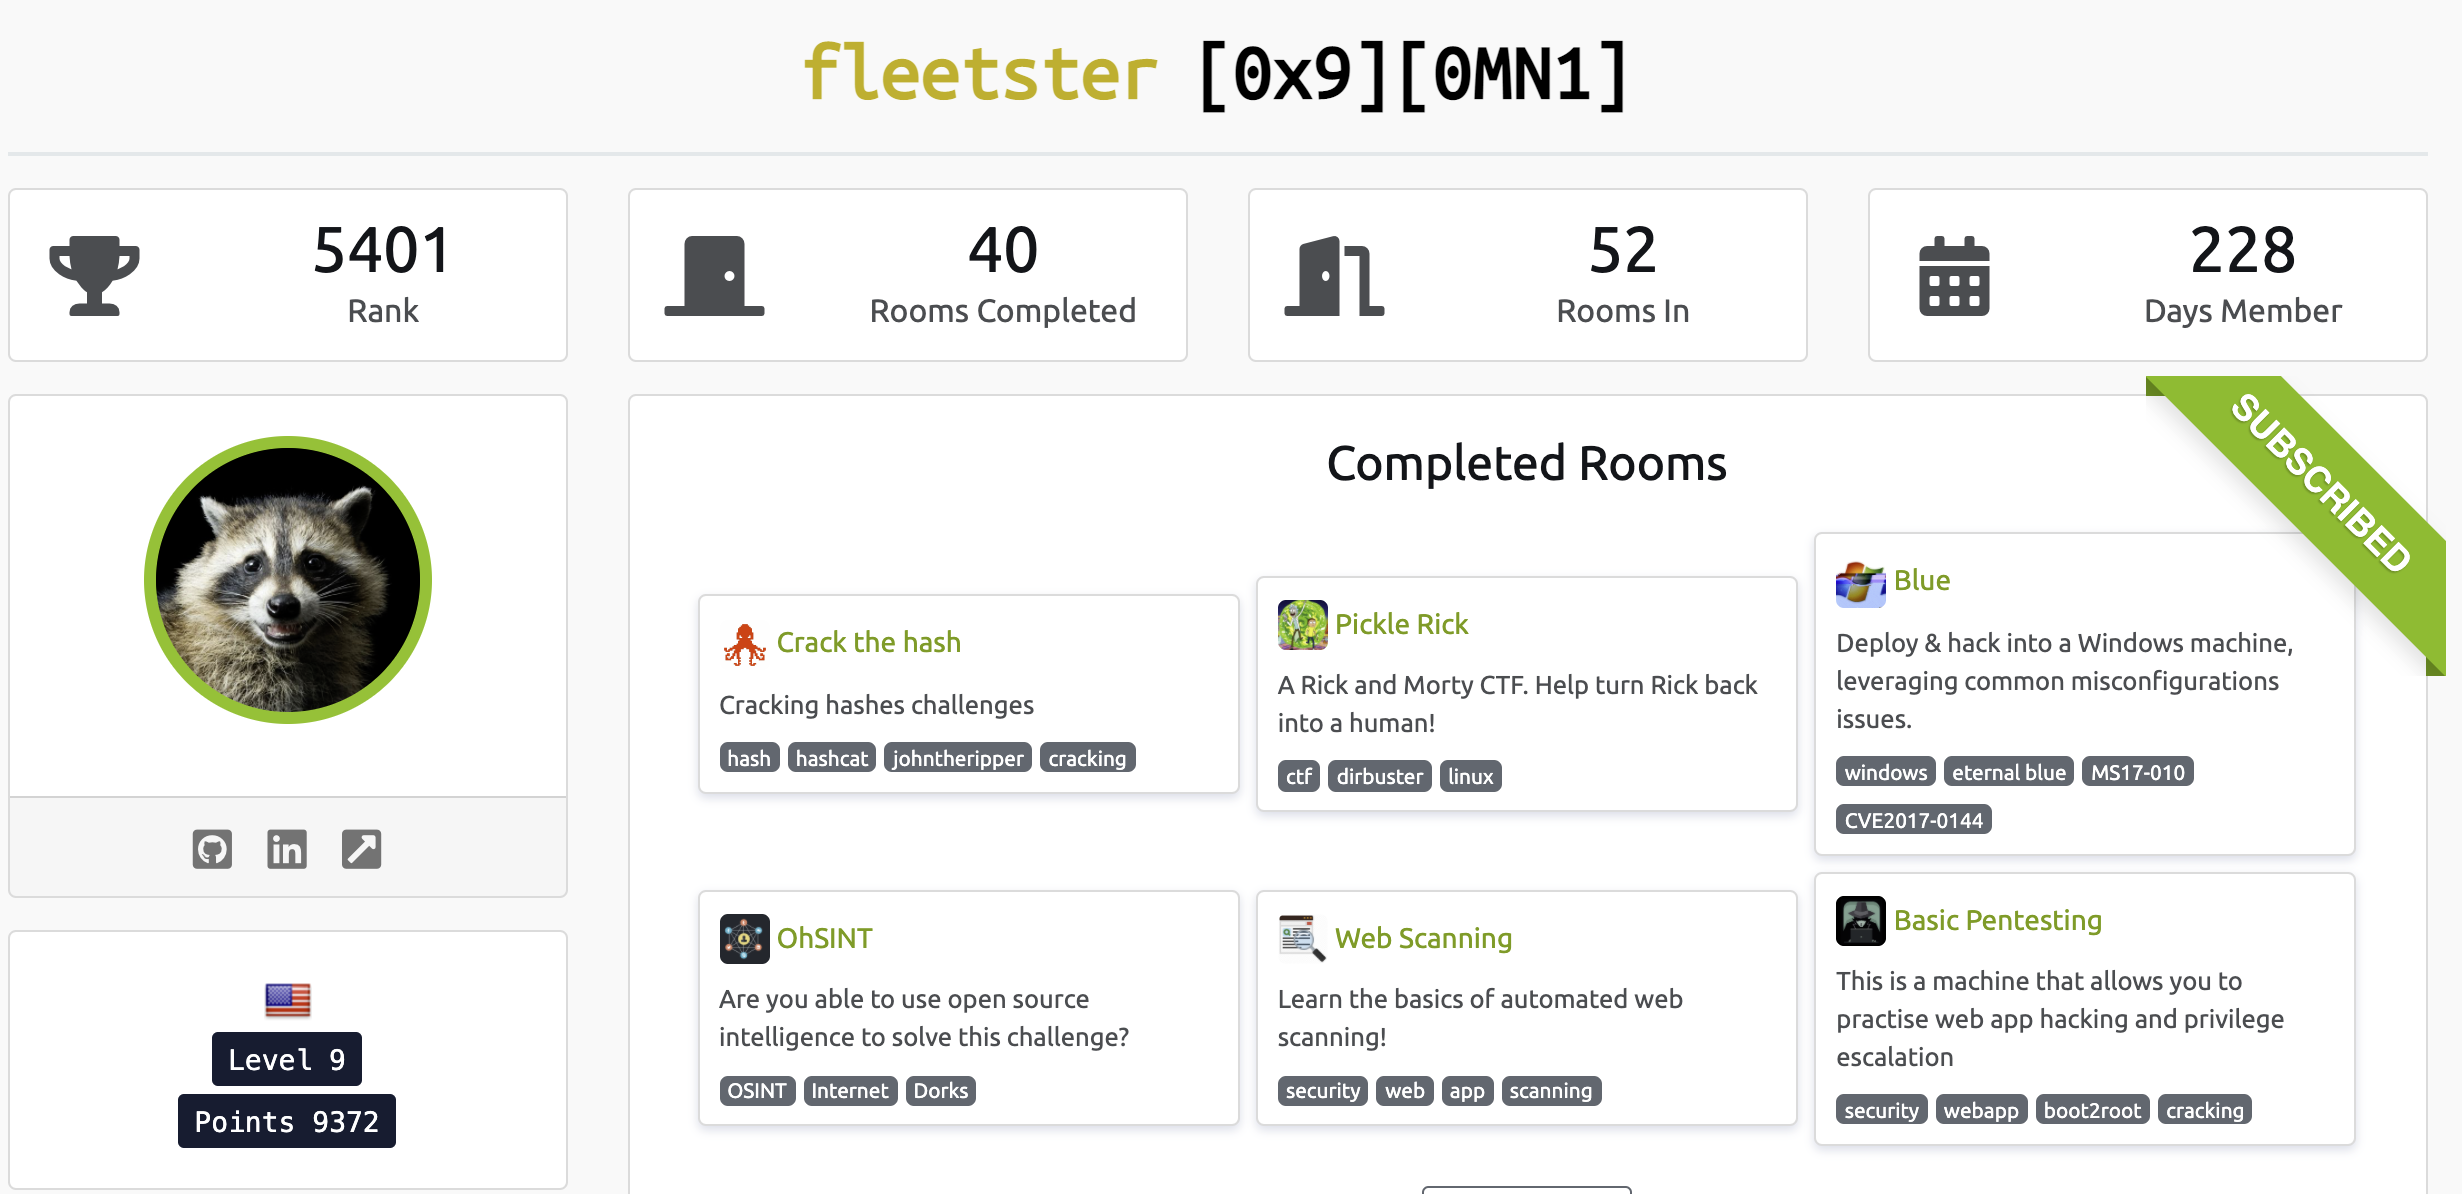 fleetster [0x9][0MN1]
5401
Rank
40
Rooms Completed
52
Rooms In
228
Days Member
SUBSCRIBED
Level 9
Points 9372
Completed Rooms
Crack the hash
Cracking hashes challenges
hash hashcat johntheripper cracking
Pickle Rick
A Rick and Morty CTF. Help turn Rick back
into a human!
ctf dirbuster linux
Blue
Deploy & hack into a Windows machine,
leveraging common misconfigurations
issues.
windows eternal blue MS17-010
CVE2017-0144
OhSINT
Are you able to use open source
intelligence to solve this challenge?
OSINT Internet Dorks
Web Scanning
Learn the basics of automated web
scanning!
security web app scanning
Basic Pentesting
This is a machine that allows you to
practise web app hacking and privilege
escalation
security webapp boot2root cracking